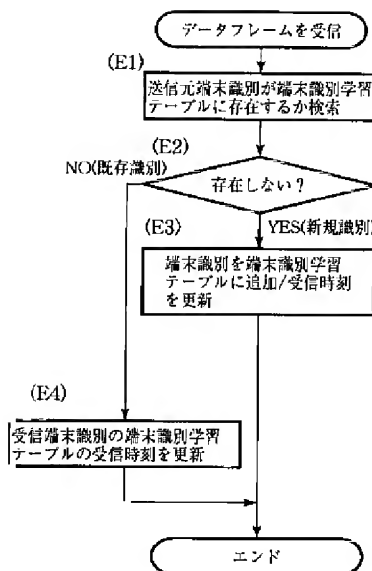 データフレームを受信
(E1)
送信元端末識別が端末識別学習
テーブルに存在するか検索
(E2)
NO(既存識別)
存在しない？
YES(新規識別)
(E3)
端末識別を端末識別学習
テーブルに追加/受信時刻
を更新
(E4)
受信端末識別の端末識別学習
テーブルの受信時刻を更新
エンド